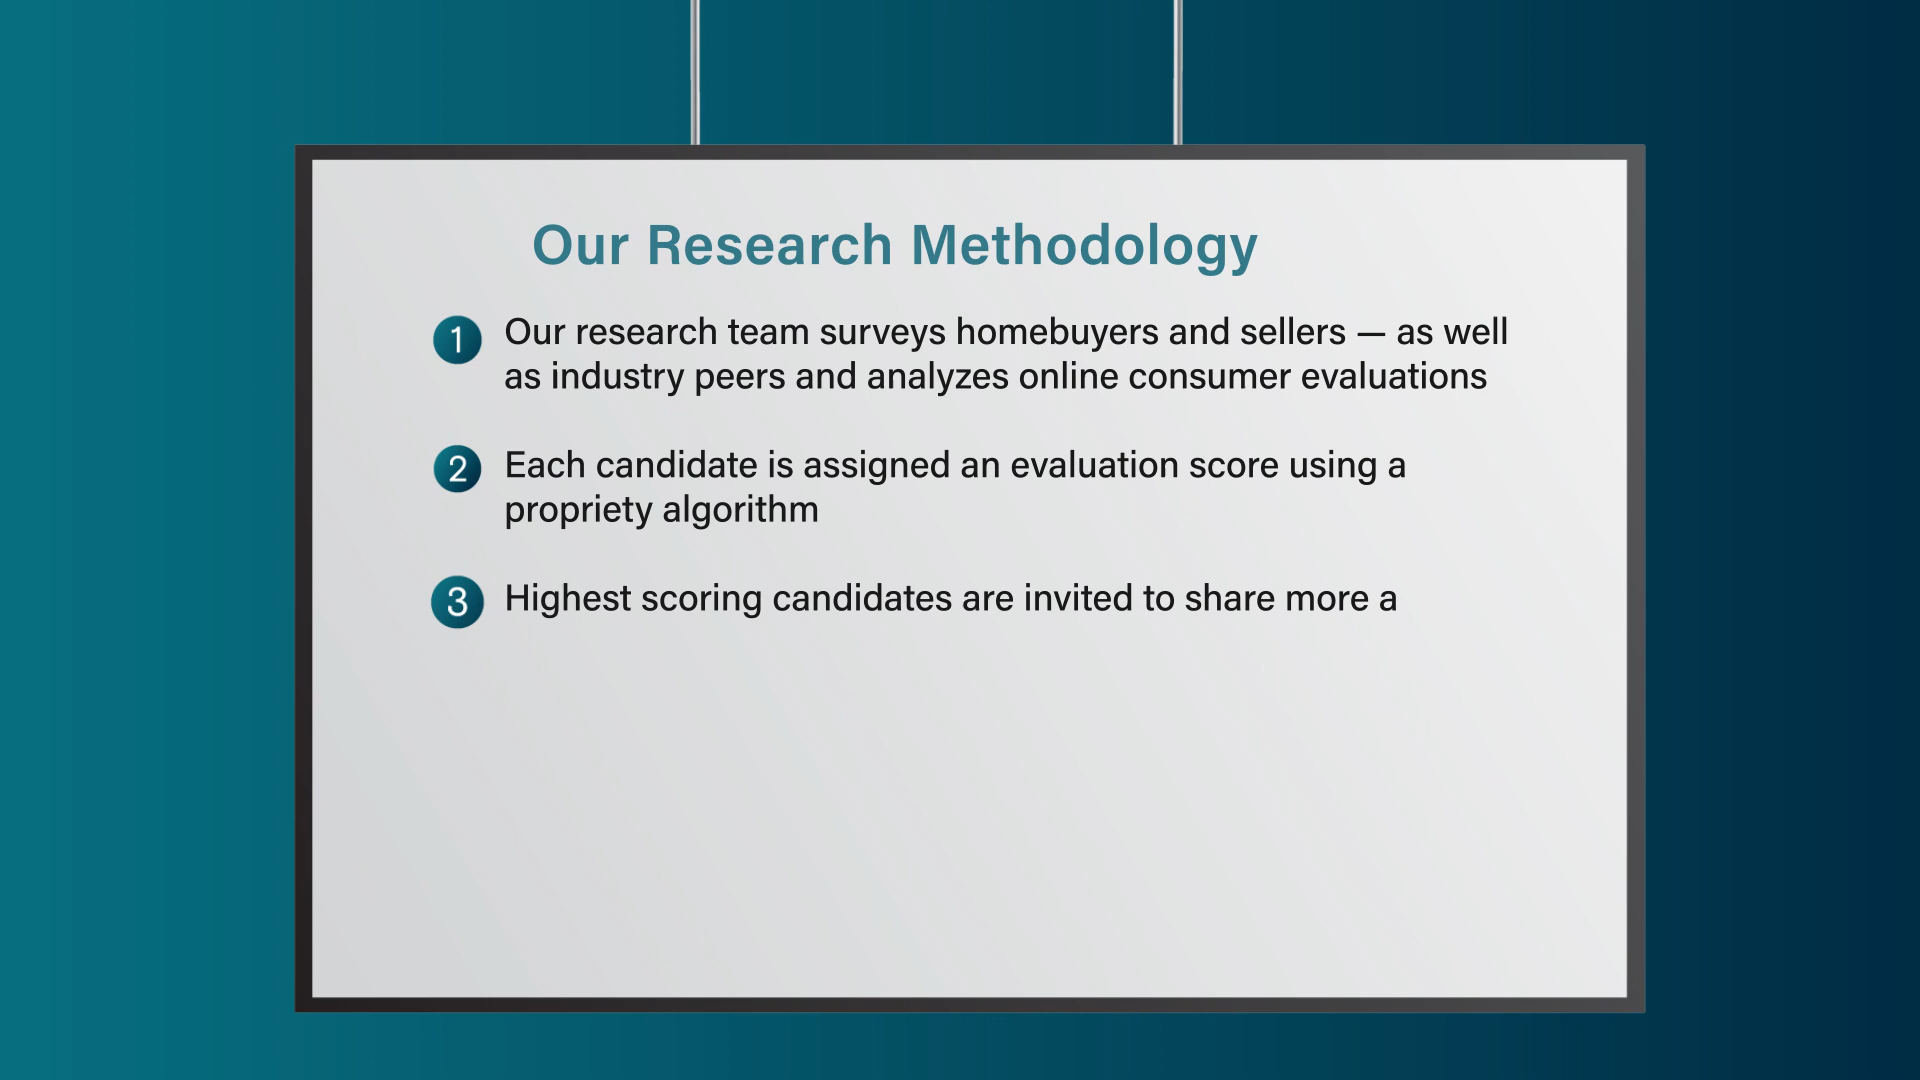 Our Research Methodology
1 Our research team surveys homebuyers and sellers — as well
as industry peers and analyzes online consumer evaluations
2 Each candidate is assigned an evaluation score using a
propriety algorithm
3 Highest scoring candidates are invited to share more a